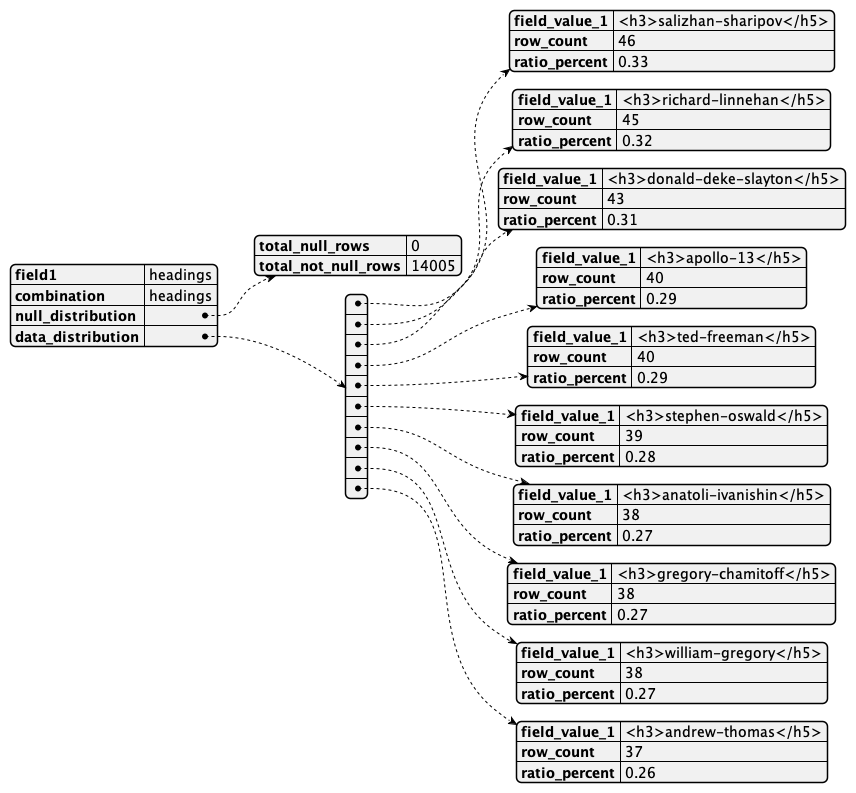 field1 headings
combination headings
null_distribution
data_distribution
total_null_rows 0
total_not_null_rows 14005
field_value_1 <h3>salizhan-sharipov</h5>
row_count 46
ratio_percent 0.33
field_value_1 <h3>richard-linnehan</h5>
row_count 45
ratio_percent 0.32
field_value_1 <h3>donald-deke-slayton</h5>
row_count 43
ratio_percent 0.31
field_value_1 <h3>apollo-13</h5>
row_count 40
ratio_percent 0.29
field_value_1 <h3>ted-freeman</h5>
row_count 40
ratio_percent 0.29
field_value_1 <h3>stephen-oswald</h5>
row_count 39
ratio_percent 0.28
field_value_1 <h3>anatoli-ivanishin</h5>
row_count 38
ratio_percent 0.27
field_value_1 <h3>gregory-chamitoff</h5>
row_count 38
ratio_percent 0.27
field_value_1 <h3>william-gregory</h5>
row_count 38
ratio_percent 0.27
field_value_1 <h3>andrew-thomas</h5>
row_count 37
ratio_percent 0.26